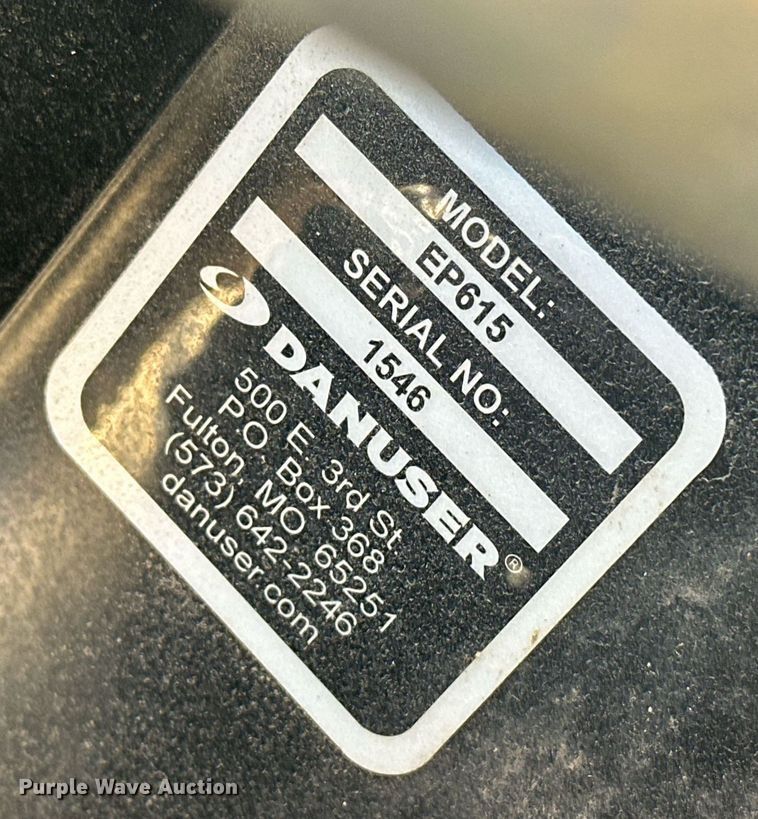 MODEL:
EP615
SERIAL NO:
1546
DANUSER®
500 E. 3rd St.
P.O. Box 368
Fulton, MO 65251
(573) 642-2246
danuser.com
Purple Wave Auction